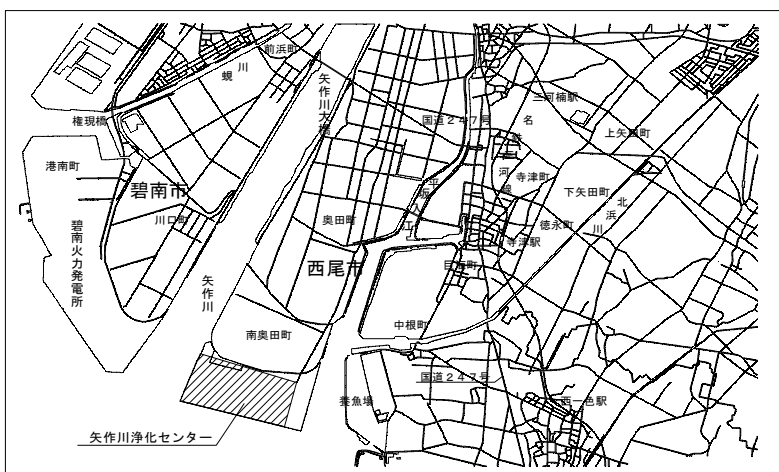 前浜町
蜆川
矢作川大橋
権現橋
国道247号
三河楠駅
名鉄
河線
上矢田町
港南町
碧南市
寺津町
下矢田町
北浜川
平坂入江
川口町
奥田町
徳永町
寺津駅
碧南火力発電所
西尾市
矢作川
中根町
南奥田町
国道247号
養魚場
西一色駅
矢作川浄化センター